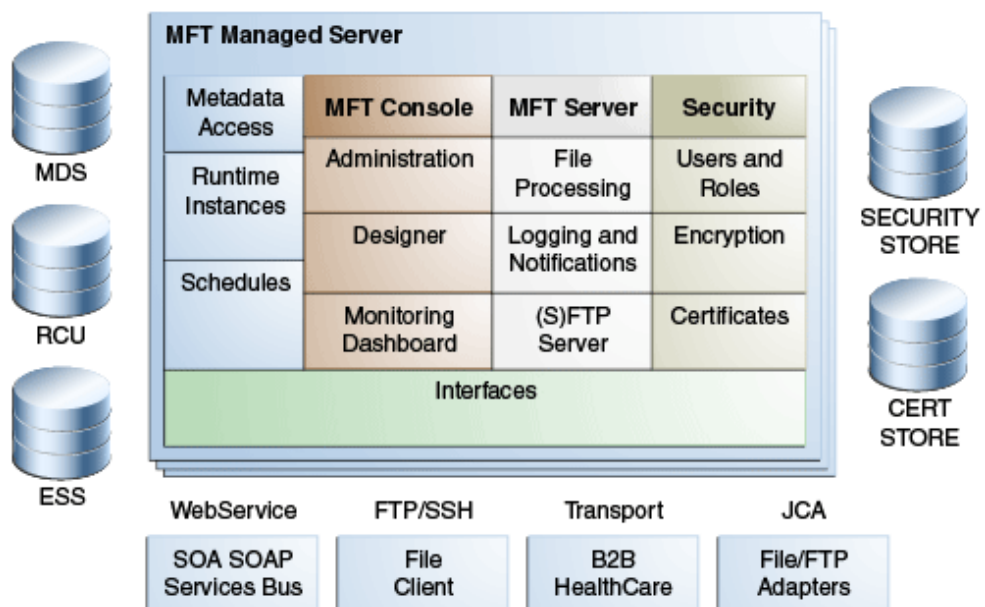 MFT Managed Server
MDS
RCU
ESS
Metadata
Access
Runtime
Instances
Schedules
MFT Console
Administration
Designer
Monitoring
Dashboard
MFT Server
File
Processing
Logging and
Notifications
(S)FTP
Server
Security
Users and
Roles
Encryption
Certificates
Interfaces
SECURITY
STORE
CERT
STORE
WebService
SOA SOAP
Services Bus
FTP/SSH
File
Client
Transport
B2B
HealthCare
JCA
File/FTP
Adapters